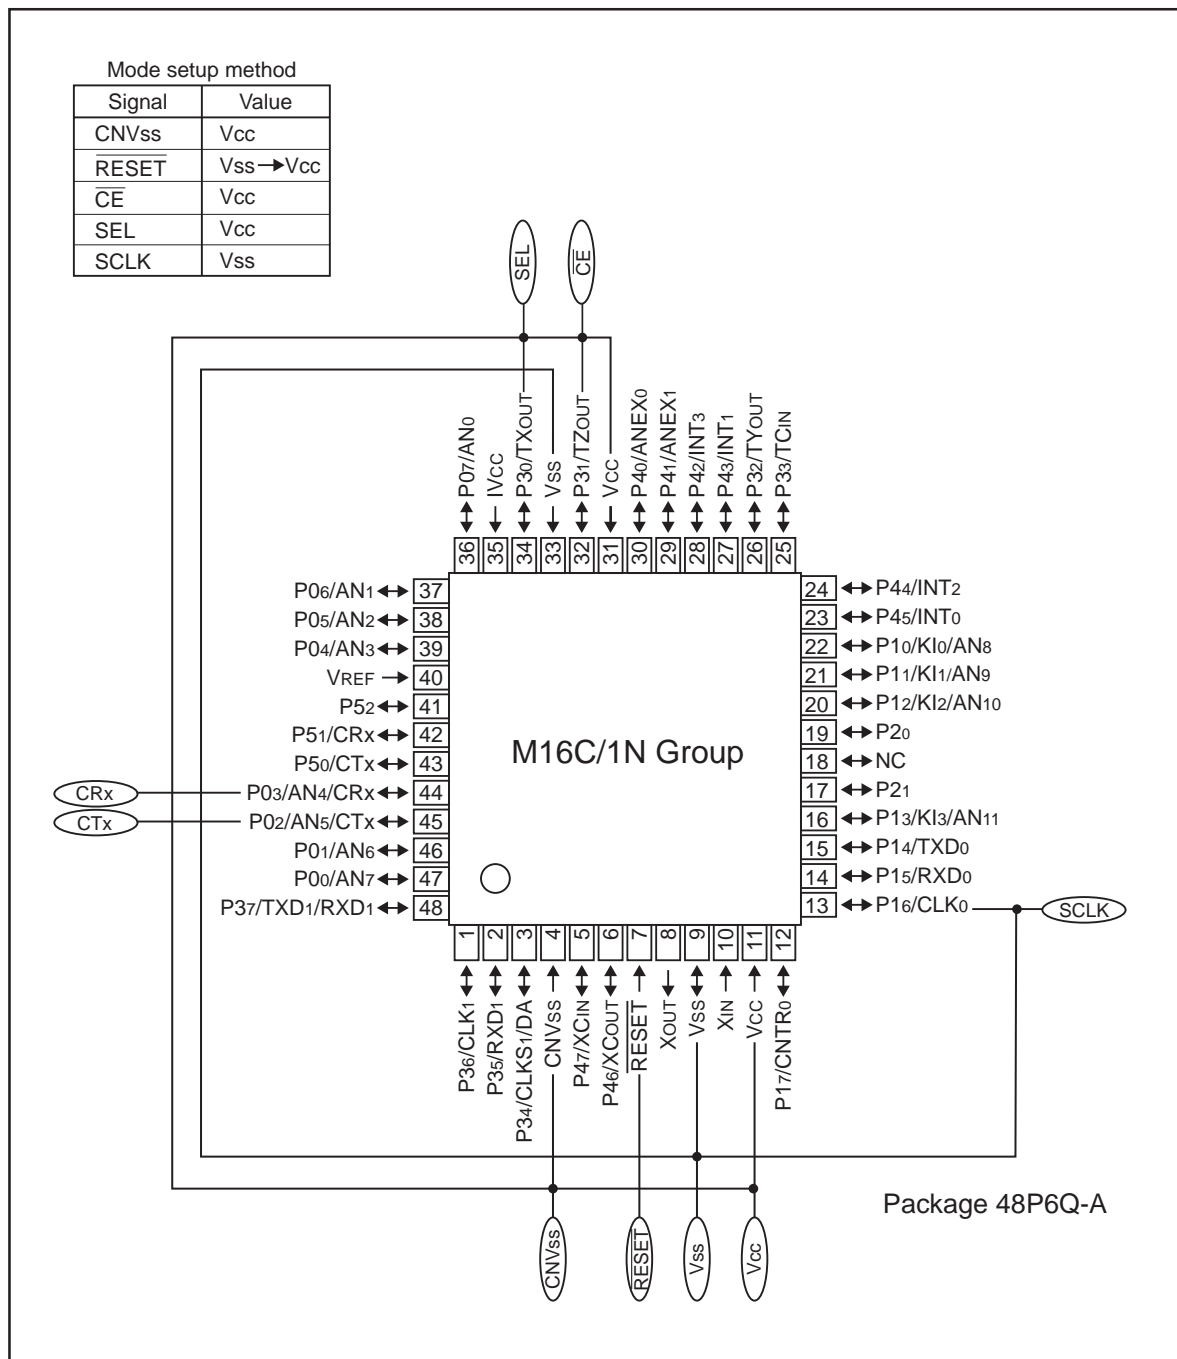 Mode setup method
Signal Value
CNVss Vcc
RESET Vss→Vcc
CE Vcc
SEL Vcc
SCLK Vss
SEL
CE
P07/AN0
IVCC
P30/TXOUT
VSS
P31/TZOUT
VCC
P40/ANEX0
P41/ANEX1
P42/INT3
P43/INT1
P32/TYOUT
P33/TCIN
36 35 34 33 32 31 30 29 28 27 26 25
P06/AN1 37
P05/AN2 38
P04/AN3 39
VREF 40
P52 41
P51/CRx 42
P50/CTx 43
CRx P03/AN4/CRx 44
CTx P02/AN5/CTx 45
P01/AN6 46
P00/AN7 47
P37/TXD1/RXD1 48
M16C/1N Group
24 P44/INT2
23 P45/INT0
22 P10/KI0/AN8
21 P11/KI1/AN9
20 P12/KI2/AN10
19 P20
18 NC
17 P21
16 P13/KI3/AN11
15 P14/TXD0
14 P15/RXD0
13 P16/CLK0 SCLK
1 2 3 4 5 6 7 8 9 10 11 12
P36/CLK1
P35/RXD1
P34/CLKS1/DA
CNVSS
P47/XCIN
P46/XCOUT
RESET
XOUT
VSS
XIN
VCC
P17/CNTR0
Package 48P6Q-A
CNVss
RESET
Vss
Vcc